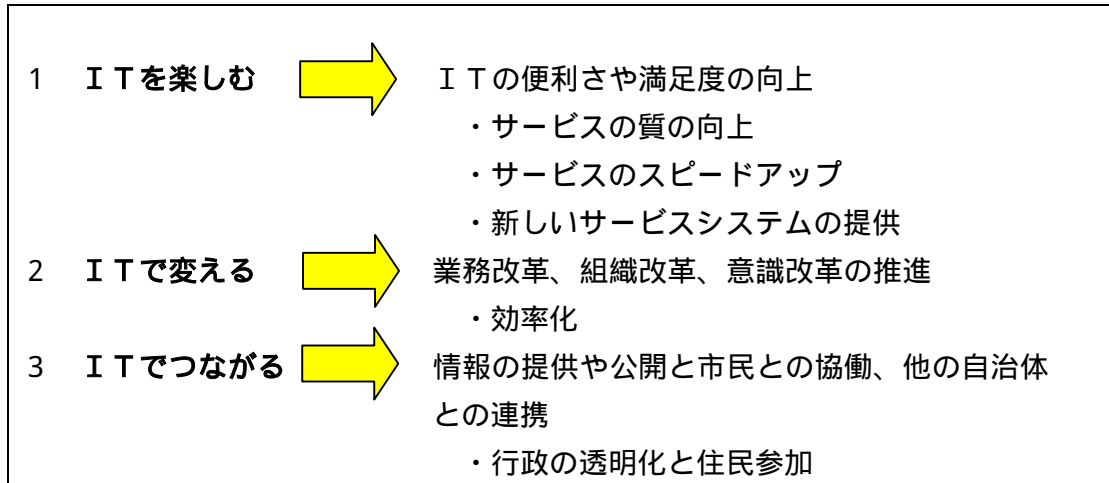 1 ＩＴを楽しむ ＩＴの便利さや満足度の向上
・サービスの質の向上
・サービスのスピードアップ
・新しいサービスシステムの提供
2 ＩＴで変える 業務改革、組織改革、意識改革の推進
・効率化
3 ＩＴでつながる 情報の提供や公開と市民との協働、他の自治体
との連携
・行政の透明化と住民参加